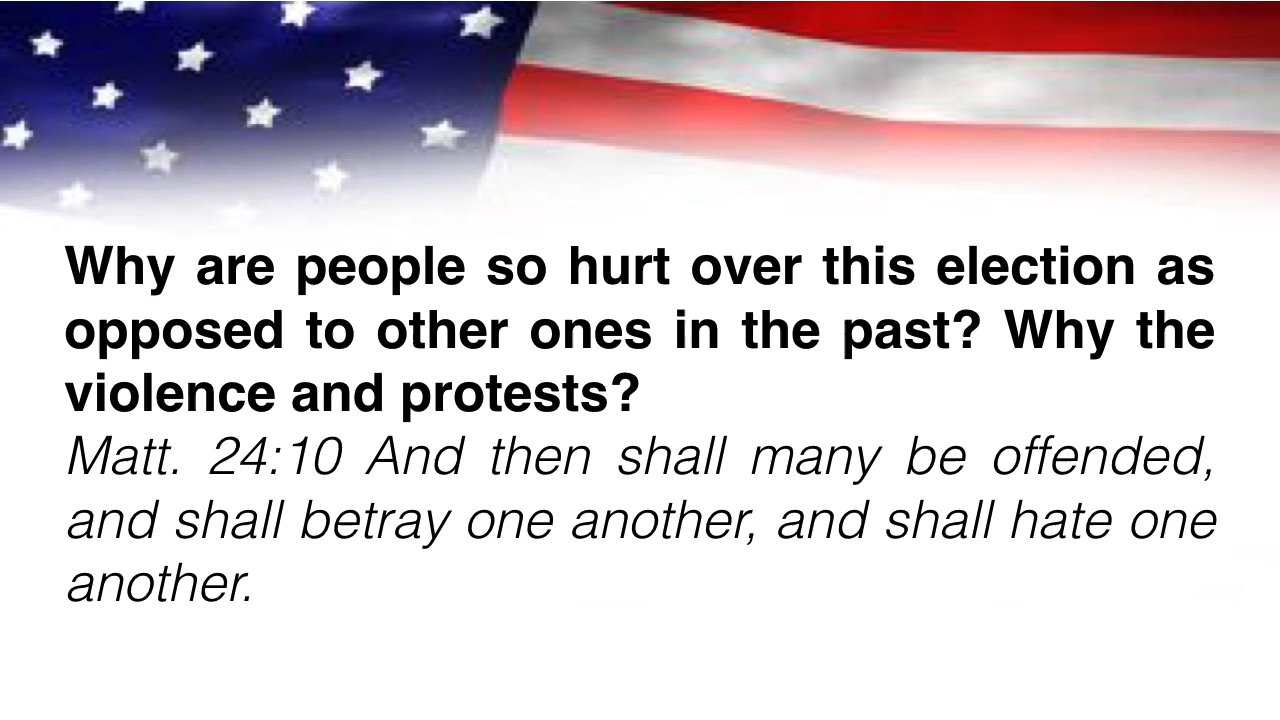 Why are people so hurt over this election as
opposed to other ones in the past? Why the
violence and protests?
Matt. 24:10 And then shall many be offended,
and shall betray one another, and shall hate one
another.